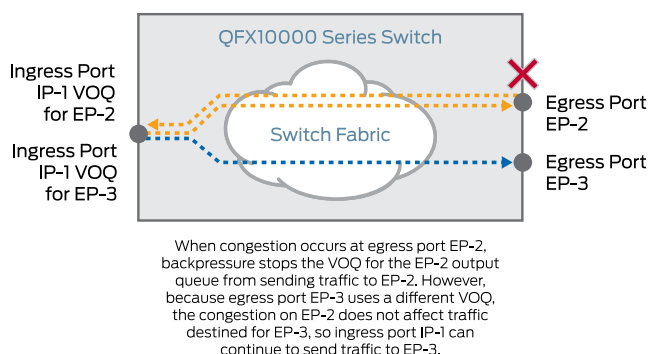 QFX10000 Series Switch
Ingress Port
IP-1 VOQ
for EP-2
Ingress Port
IP-1 VOQ
for EP-3
Switch Fabric
Egress Port
EP-2
Egress Port
EP-3
When congestion occurs at egress port EP-2,
backpressure stops the VOQ for the EP-2 output
queue from sending traffic to EP-2. However,
because egress port EP-3 uses a different VOQ,
the congestion on EP-2 does not affect traffic
destined for EP-3, so ingress port IP-1 can
continue to send traffic to EP-3.